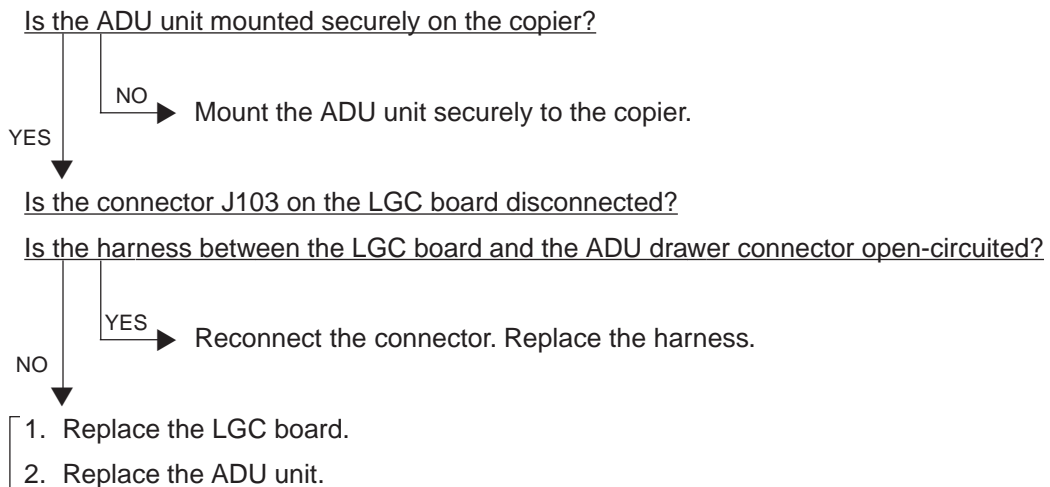 Is the ADU unit mounted securely on the copier?
NO
Mount the ADU unit securely to the copier.
YES
Is the connector J103 on the LGC board disconnected?
Is the harness between the LGC board and the ADU drawer connector open-circuited?
YES
Reconnect the connector. Replace the harness.
NO
1. Replace the LGC board.
2. Replace the ADU unit.